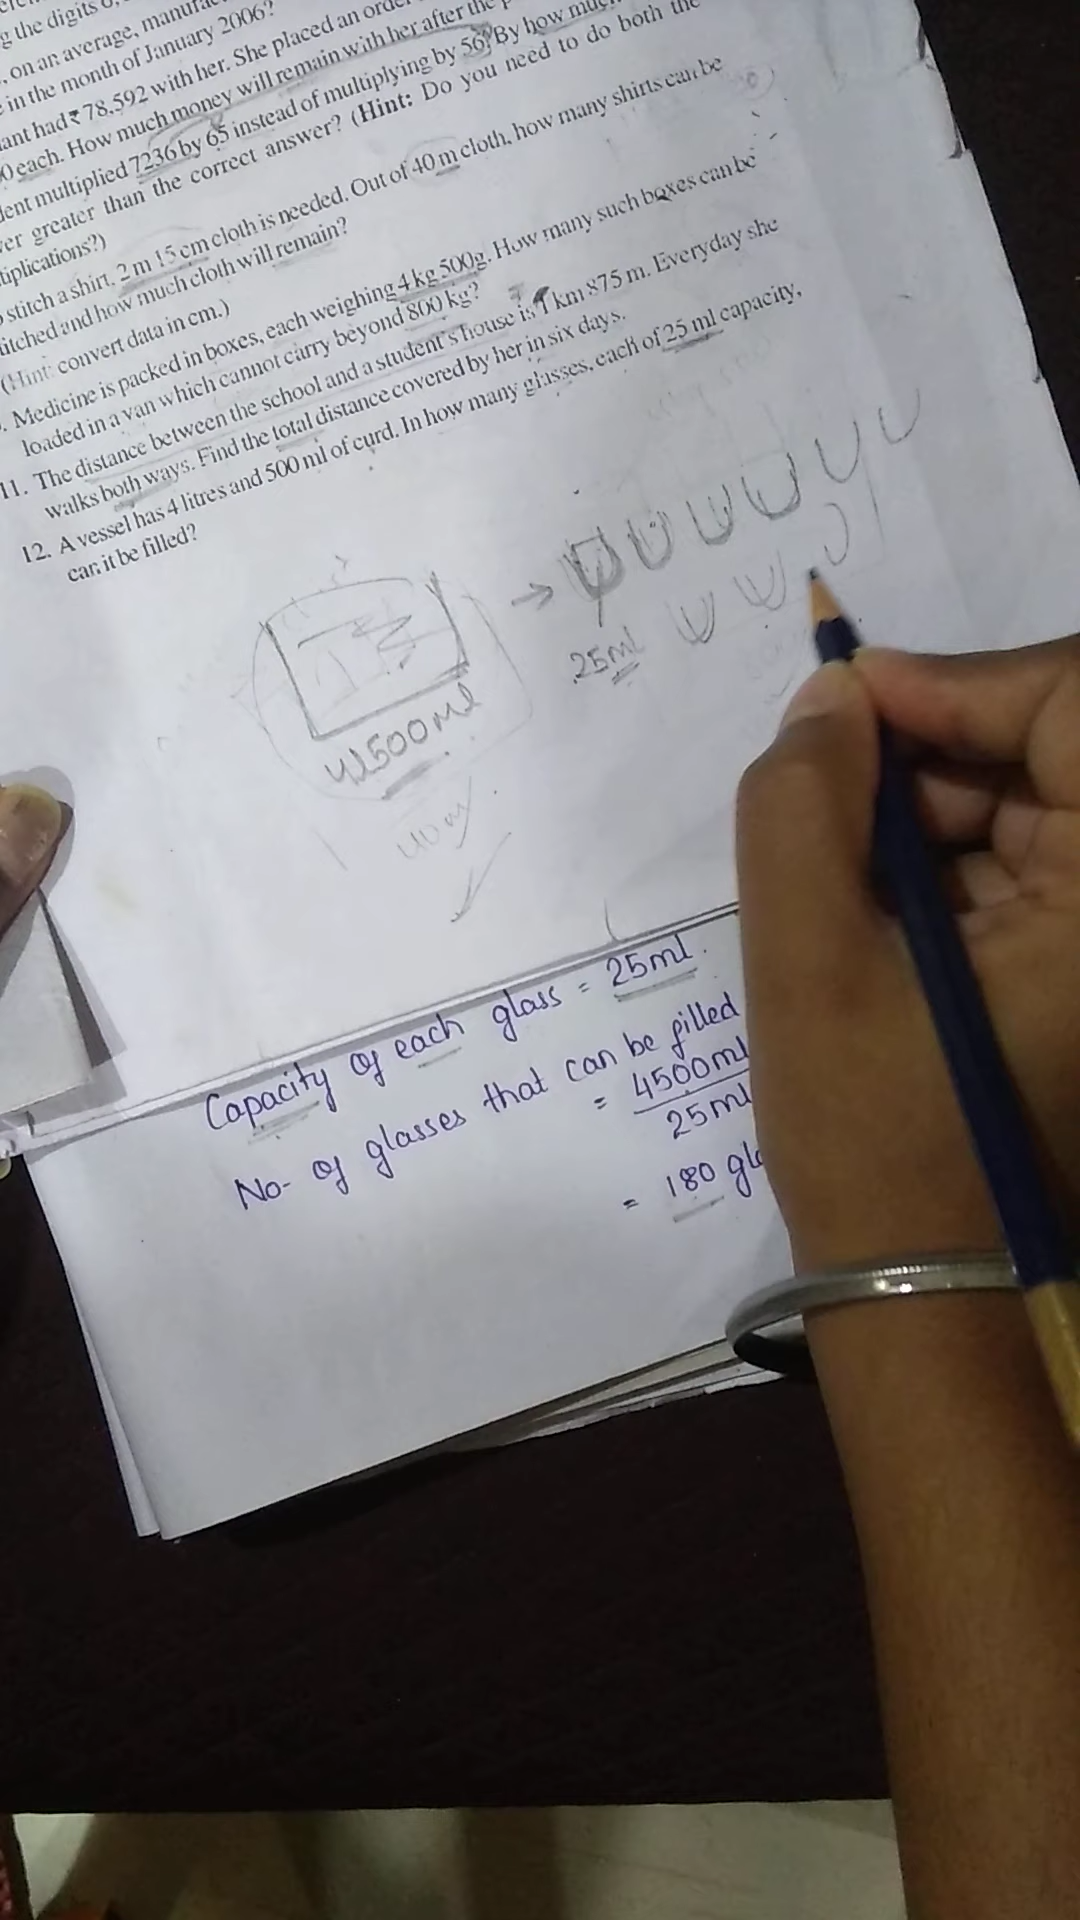 g the digits
, on an average,
in the month of January 2006?
ant had ₹ 78,592 with her. She placed an order
0 each. How much money will remain with her after the
dent multiplied 7236 by 65 instead of multiplying by 56. By how much
er greater than the correct answer? (Hint: Do you need to do both the
tiplications?)
stitch a shirt, 2 m 15 cm cloth is needed. Out of 40 m cloth, how many shirts can be
itched and how much cloth will remain?
(Hint: convert data in cm.)
. Medicine is packed in boxes, each weighing 4 kg 500g. How many such boxes can be
loaded in a van which cannot carry beyond 800 kg?
11. The distance between the school and a student's house is 1 km 875 m. Everyday she
walks both ways. Find the total distance covered by her in six days.
12. A vessel has 4 litres and 500 ml of curd. In how many glasses, each of 25 ml capacity,
can it be filled?
25ml
4l500ml
40m
Capacity of each glass = 25ml.
No- of glasses that can be filled
= 4500ml
25ml
= 180